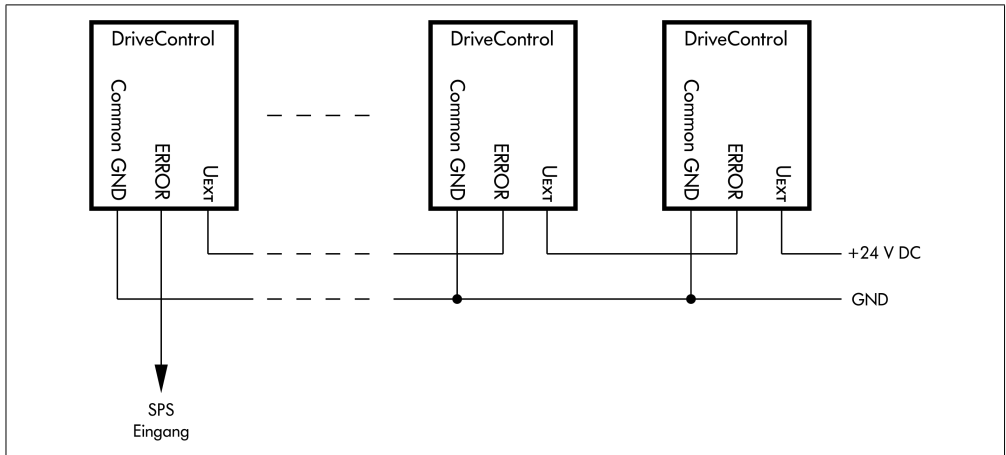 DriveControl
Common GND
ERROR
UEXT
DriveControl
Common GND
ERROR
UEXT
DriveControl
Common GND
ERROR
UEXT
+24 V DC
GND
SPS
Eingang